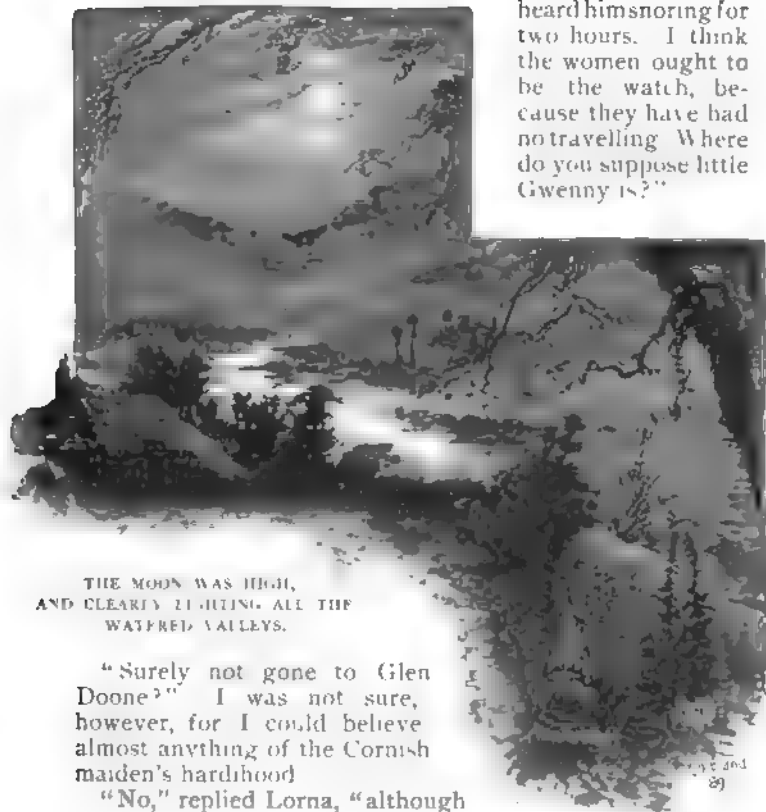 heard him snoring for
two hours. I think
the women ought to
be the watch, be-
cause they have had
no travelling Where
do you suppose little
Gwenny is?"
THE MOON WAS HIGH,
AND CLEARLY LIGHTING ALL THE
WATERED VALLEYS.
"Surely not gone to Glen
Doone?" I was not sure,
however, for I could believe
almost anything of the Cornish
maiden's hardihood
"No," replied Lorna, "although
and
89